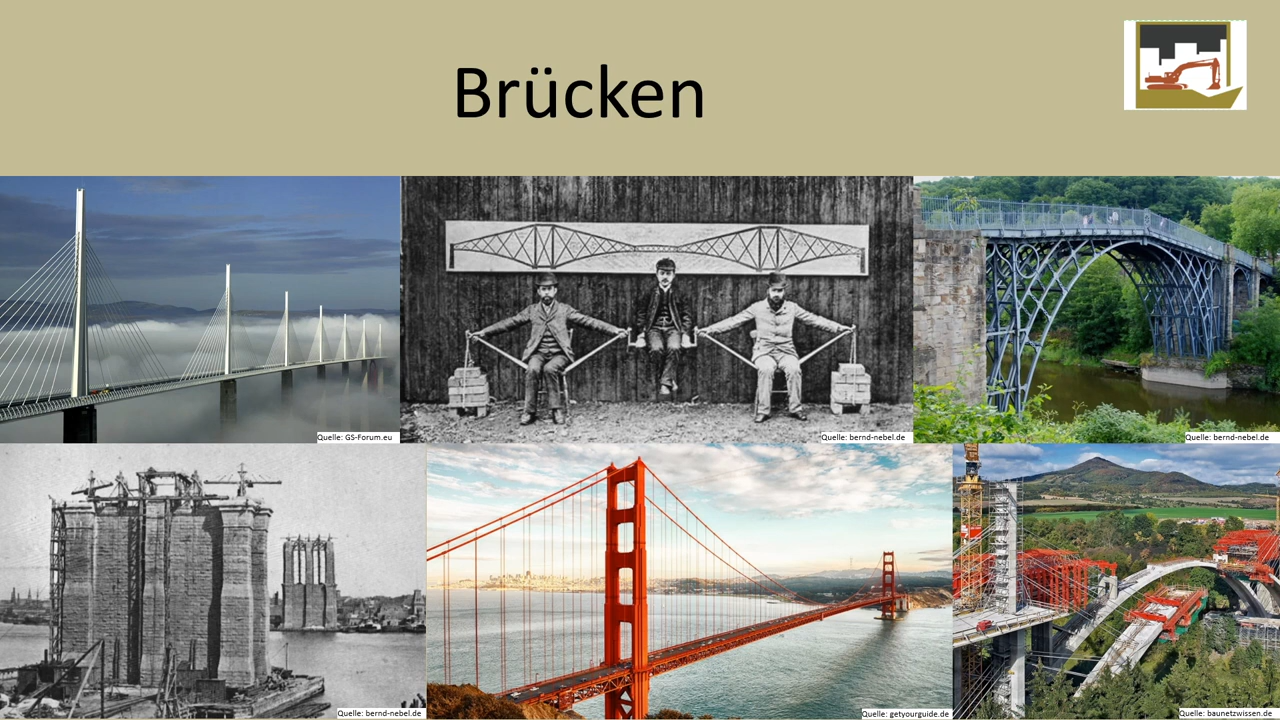 Brücken
Quelle: GS-Forum.eu
Quelle: bernd-nebel.de
Quelle: bernd-nebel.de
Quelle: bernd-nebel.de
Quelle: getyourguide.de
Quelle: baunetzwissen.de